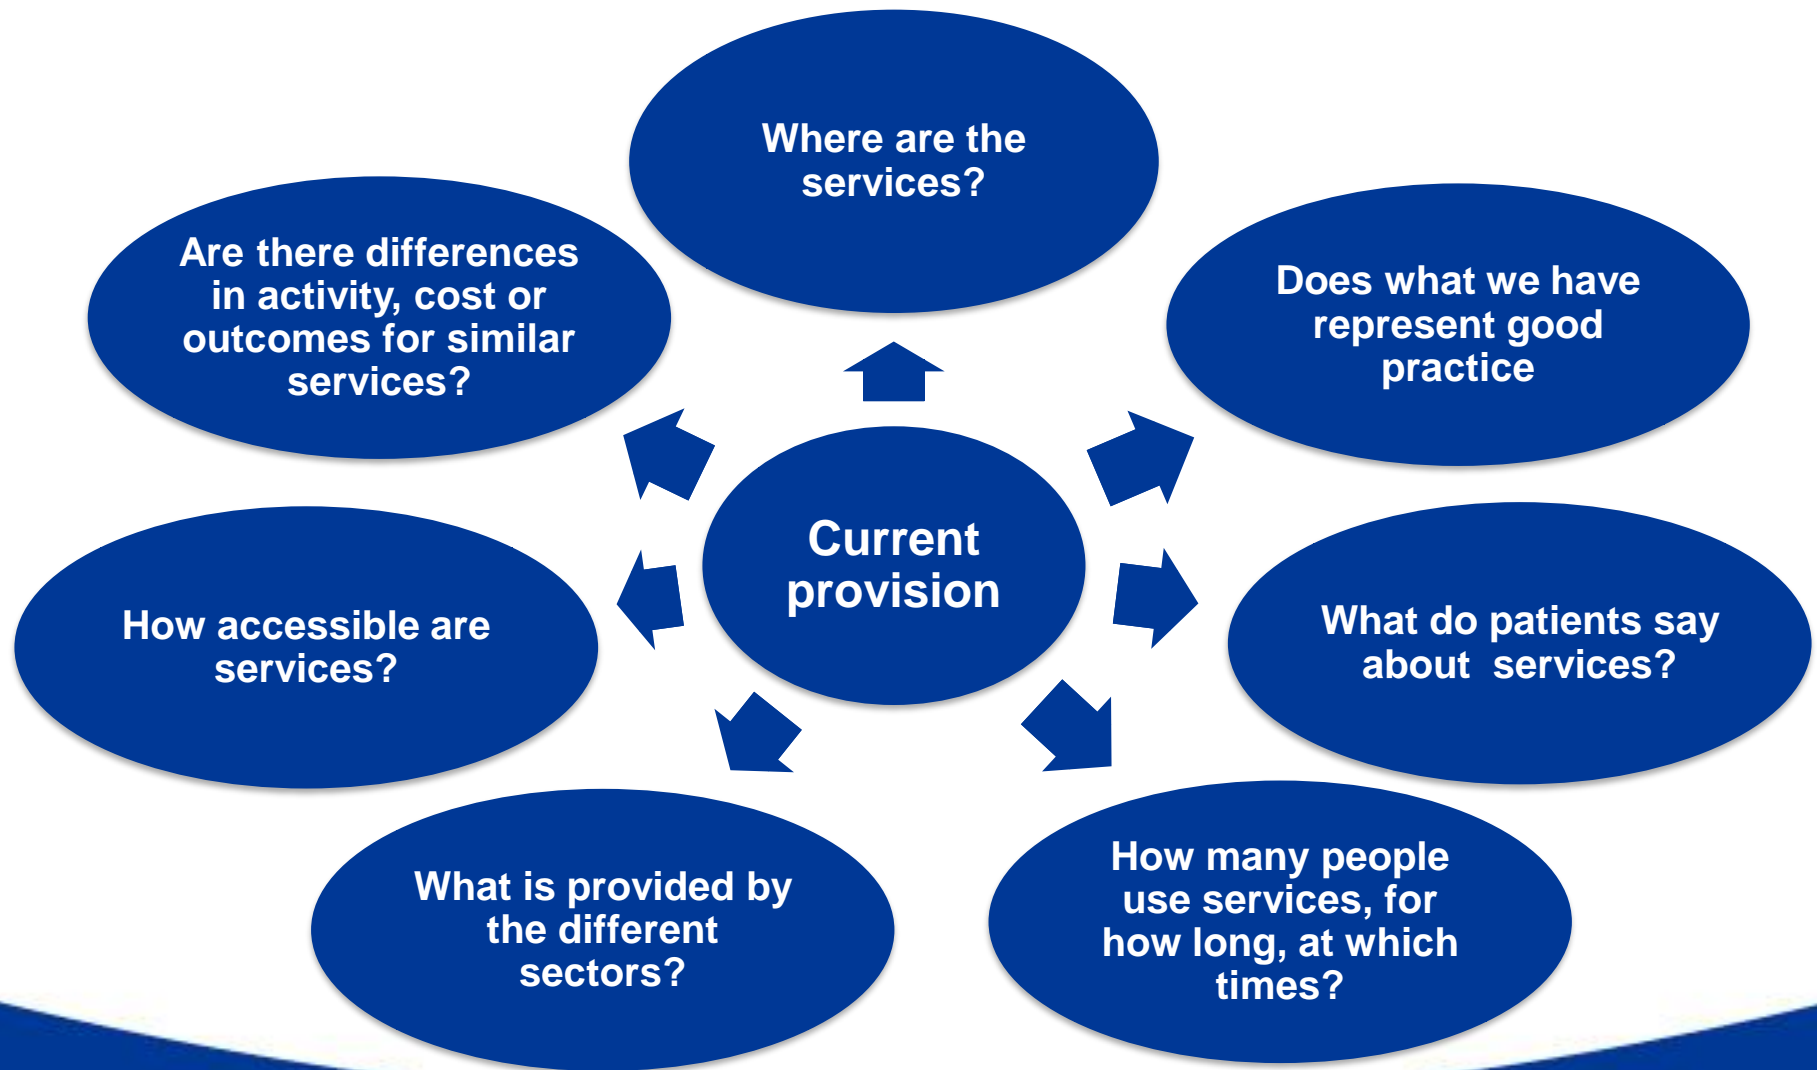 Where are the
services?
Are there differences
in activity, cost or
outcomes for similar
services?
Does what we have
represent good
practice
Current
provision
How accessible are
services?
What do patients say
about  services?
What is provided by
the different
sectors?
How many people
use services, for
how long, at which
times?